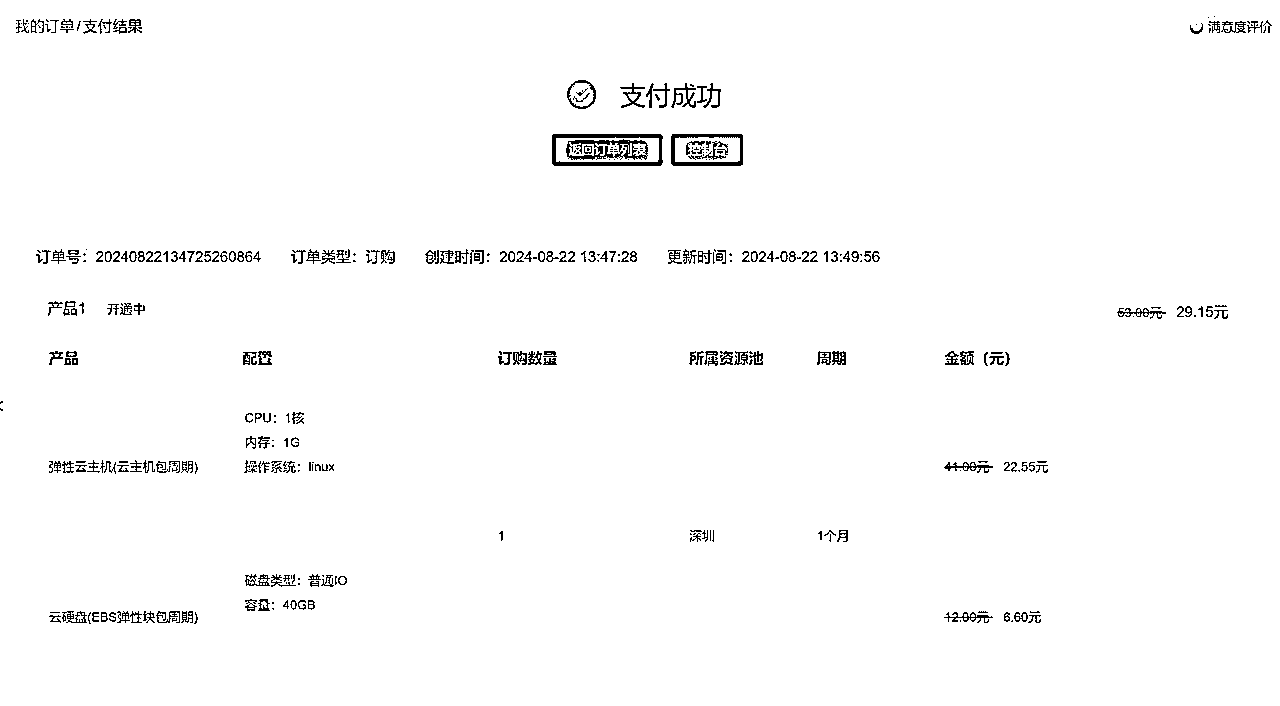 我的订单/支付结果
满意度评价
支付成功
返回订单列表 控制台
订单号：20240822134725260864 订单类型：订购 创建时间：2024-08-22 13:47:28 更新时间：2024-08-22 13:49:56
产品1 开通中 53.00元 29.15元
产品 配置 订购数量 所属资源池 周期 金额（元）
CPU：1核
内存：1G
弹性云主机(云主机包周期) 操作系统：linux 41.00元 22.55元
1 深圳 1个月
磁盘类型：普通IO
容量：40GB
云硬盘(EBS弹性块包周期) 12.00元 6.60元